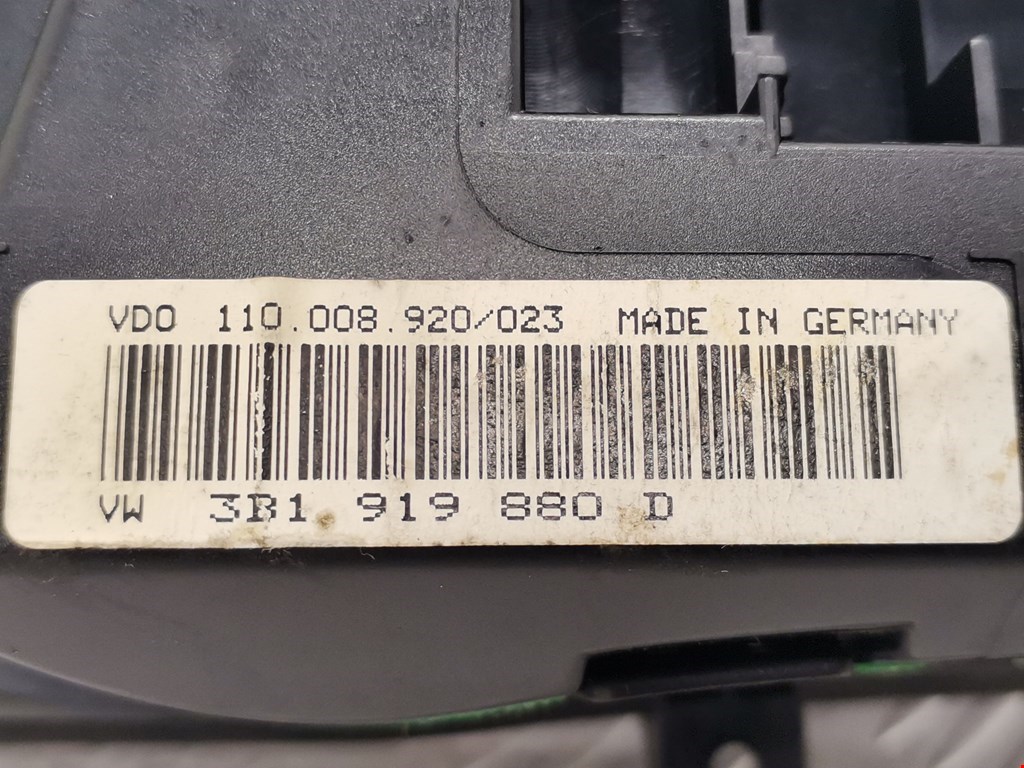 VDO 110.008.920/023 MADE IN GERMANY
VW 3B1 919 880 D